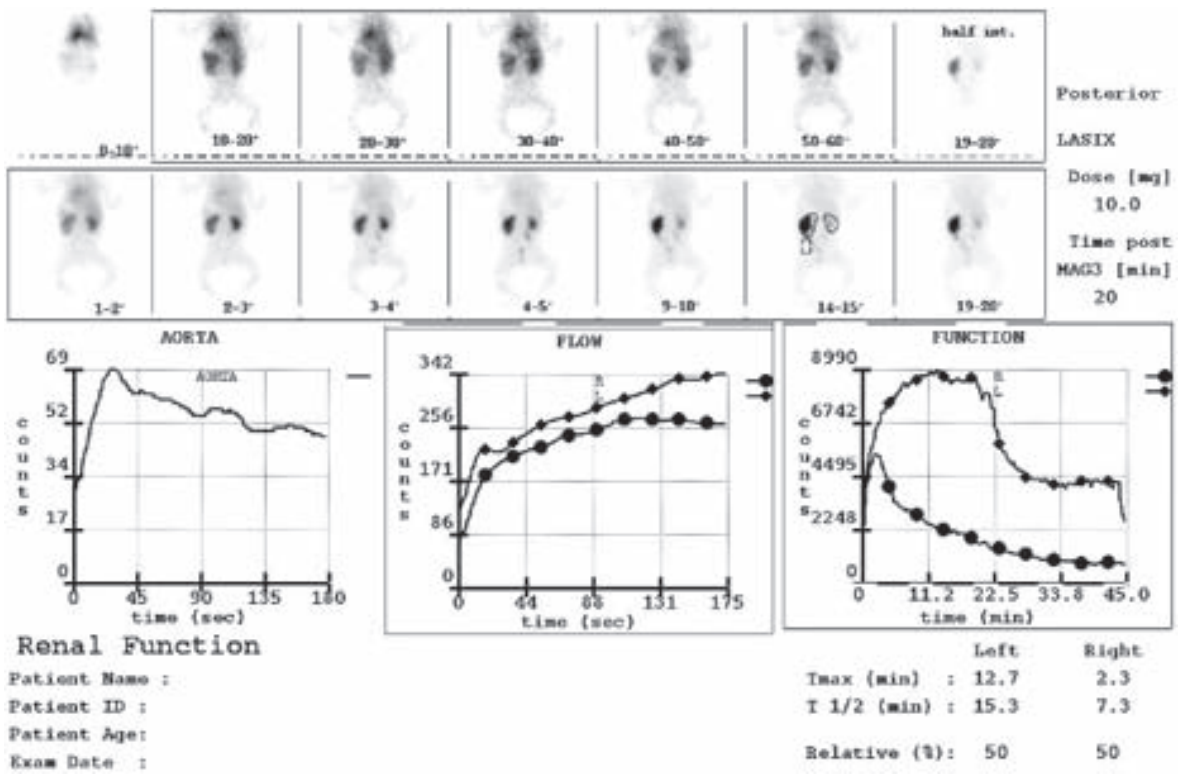 half int.
0-10"
10-20"
20-30"
30-40"
40-50"
50-60"
19-20'
Posterior
LASIX
Dose [mg]
10.0
Time post
MAG3 [min]
20
1-2'
2-3'
3-4'
4-5'
9-10'
14-15'
19-20'
AORTA
69
52
34
17
0
counts
AORTA
0 45 90 135 180
time (sec)
FLOW
342
256
171
86
0
counts
R
L
0 44 88 131 175
time (sec)
FUNCTION
8990
6742
4495
2248
0
counts
R
L
0 11.2 22.5 33.8 45.0
time (min)
Renal Function
Patient Name :
Patient ID :
Patient Age:
Exam Date :
Left Right
Tmax (min) : 12.7 2.3
T 1/2 (min) : 15.3 7.3
Relative (%): 50 50